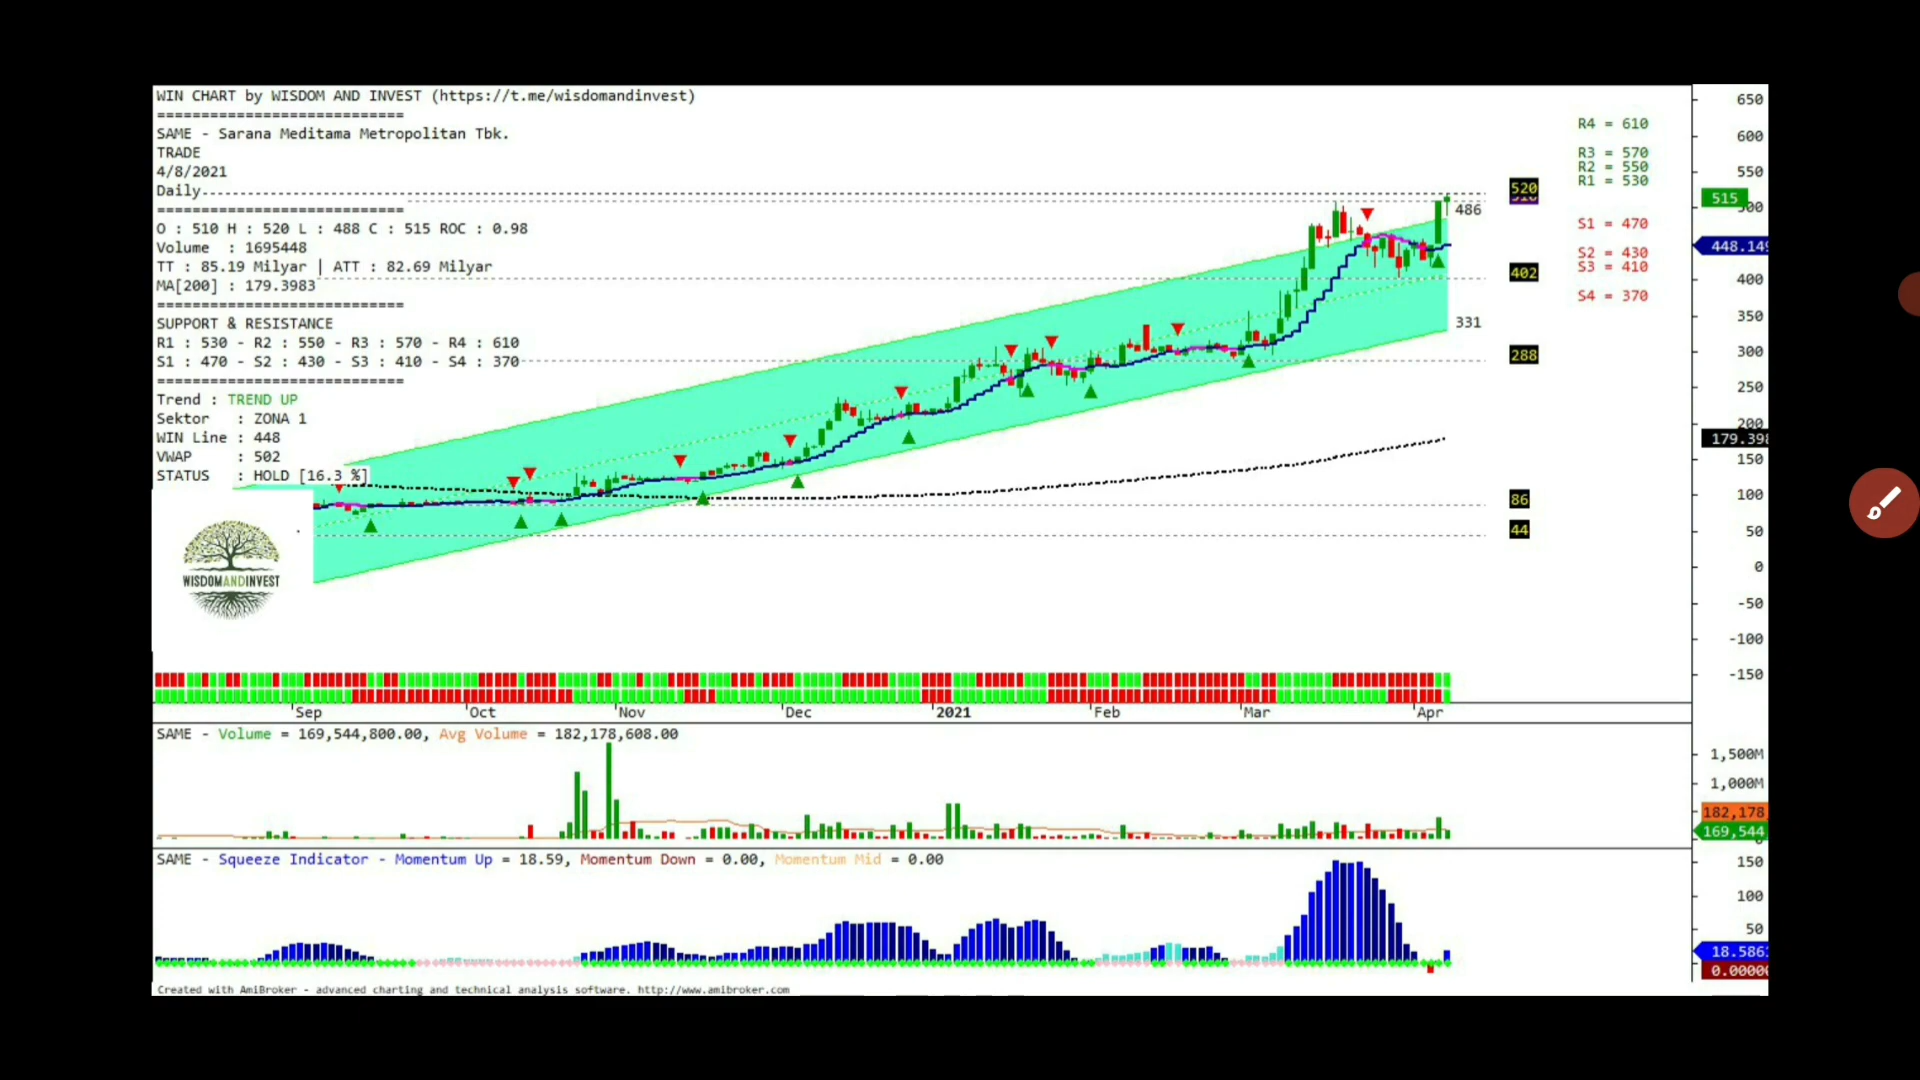 WIN CHART by WISDOM AND INVEST (https://t.me/wisdomandinvest)
===========================
SAME - Sarana Meditama Metropolitan Tbk.
TRADE
4/8/2021
Daily
===========================
O : 510 H : 520 L : 488 C : 515 ROC : 0.98
Volume : 1695448
TT : 85.19 Milyar | ATT : 82.69 Milyar
MA[200] : 179.3983
===========================
SUPPORT & RESISTANCE
R1 : 530 - R2 : 550 - R3 : 570 - R4 : 610
S1 : 470 - S2 : 430 - S3 : 410 - S4 : 370
===========================
Trend : TREND UP
Sektor : ZONA 1
WIN Line : 448
VWAP : 502
STATUS : HOLD [16.3 %]
WISDOMANDINVEST
520
486
402
331
288
86
44
R4 = 610
R3 = 570
R2 = 550
R1 = 530
S1 = 470
S2 = 430
S3 = 410
S4 = 370
650
600
550
515
448.149
400
350
300
250
200
179.398
150
100
50
0
-50
-100
-150
Sep Oct Nov Dec 2021 Feb Mar Apr
SAME - Volume = 169,544,800.00, Avg Volume = 182,178,608.00
1,500M
1,000M
182,178
169,544
SAME - Squeeze Indicator - Momentum Up = 18.59, Momentum Down = 0.00, Momentum Mid = 0.00
150
100
50
18.586
0.0000
Created with AmiBroker - advanced charting and technical analysis software. http://www.amibroker.com